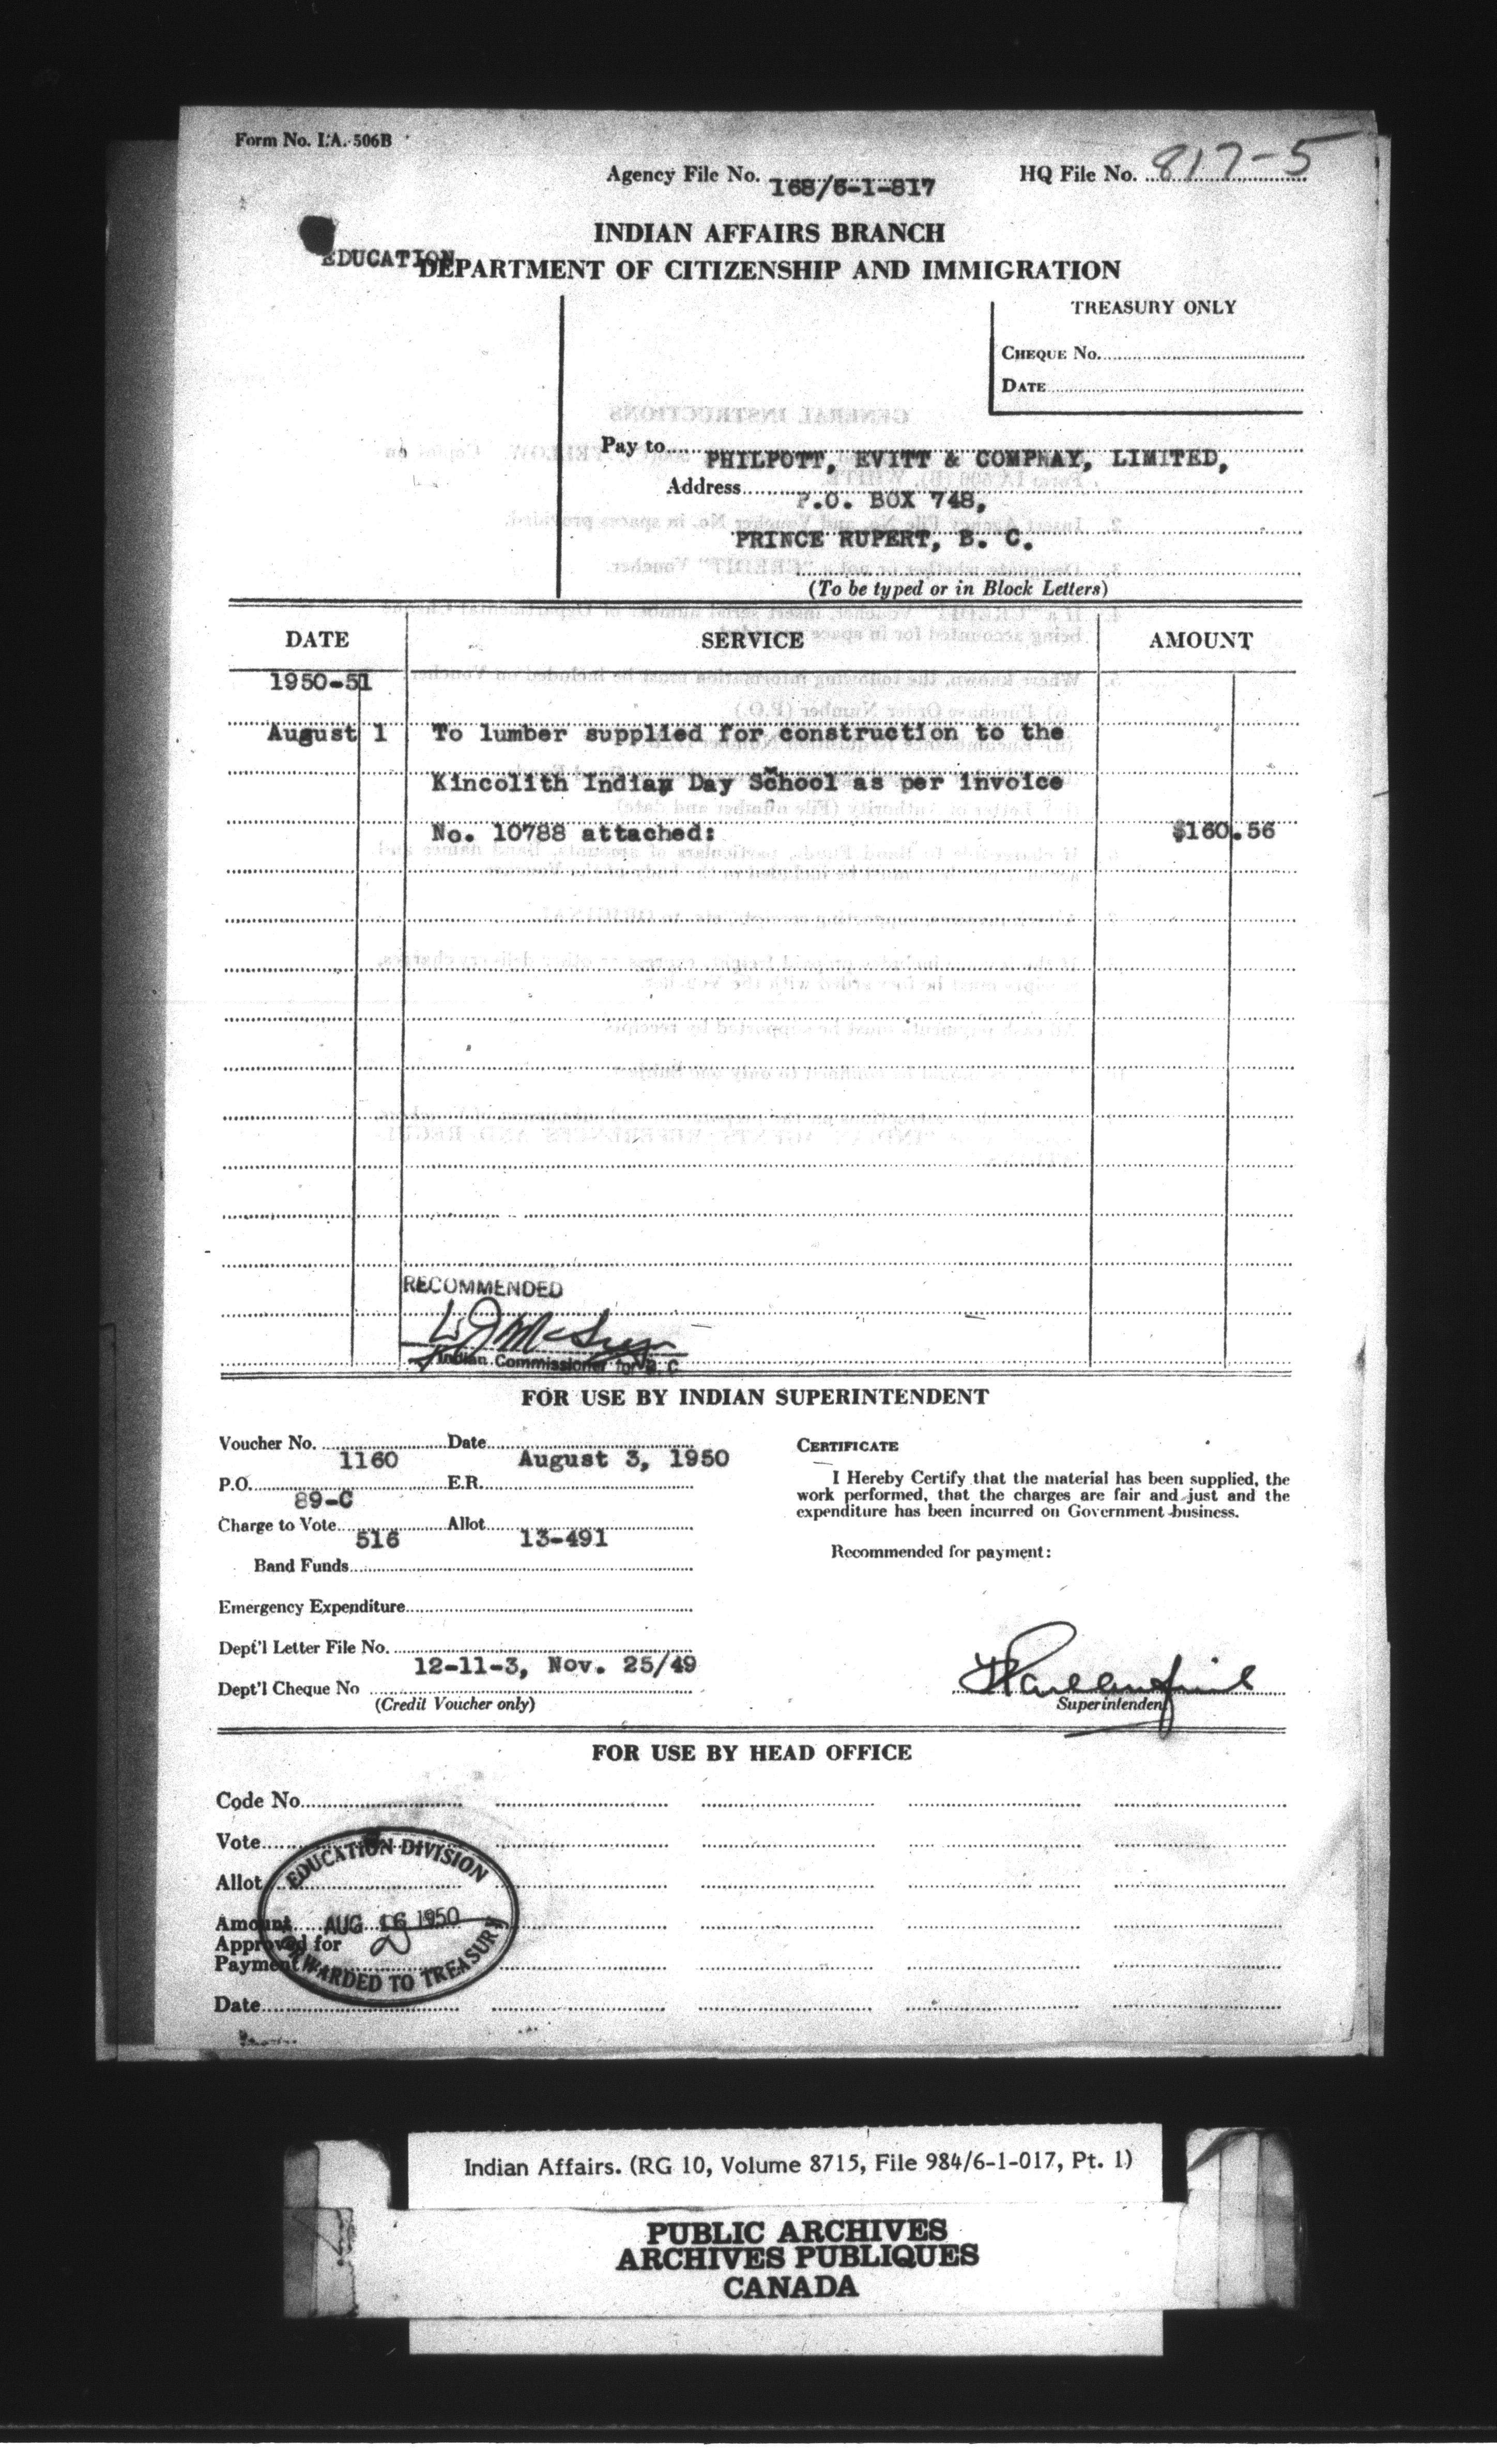 Form No. I.A. 506B
Agency File No. 168/6-1-817 HQ File No. 817-5
INDIAN AFFAIRS BRANCH
EDUCATION
DEPARTMENT OF CITIZENSHIP AND IMMIGRATION
TREASURY ONLY
CHEQUE No.
DATE
Pay to PHILPOTT, EVITT & COMPNAY, LIMITED,
Address P.O. BOX 748,
PRINCE RUPERT, B. C.
(To be typed or in Block Letters)
DATE SERVICE AMOUNT
1950-51
August 1 To lumber supplied for construction to the
Kincolith Indian Day School as per invoice
No. 10788 attached: $160.56
RECOMMENDED
Indian Commissioner for B. C.
FOR USE BY INDIAN SUPERINTENDENT
Voucher No. 1160 Date August 3, 1950
P.O. 89-C E.R.
Charge to Vote 516 Allot. 13-491
Band Funds
Emergency Expenditure
Dept'l Letter File No. 12-11-3, Nov. 25/49
Dept'l Cheque No
(Credit Voucher only)
CERTIFICATE
I Hereby Certify that the material has been supplied, the
work performed, that the charges are fair and just and the
expenditure has been incurred on Government business.
Recommended for payment:
Superintendent
FOR USE BY HEAD OFFICE
Code No.
Vote
Allot.
Amount
Approved for
Payment
Date
EDUCATION DIVISION
AUG 16 1950
FORWARDED TO TREASURY
Indian Affairs. (RG 10, Volume 8715, File 984/6-1-017, Pt. 1)
PUBLIC ARCHIVES
ARCHIVES PUBLIQUES
CANADA